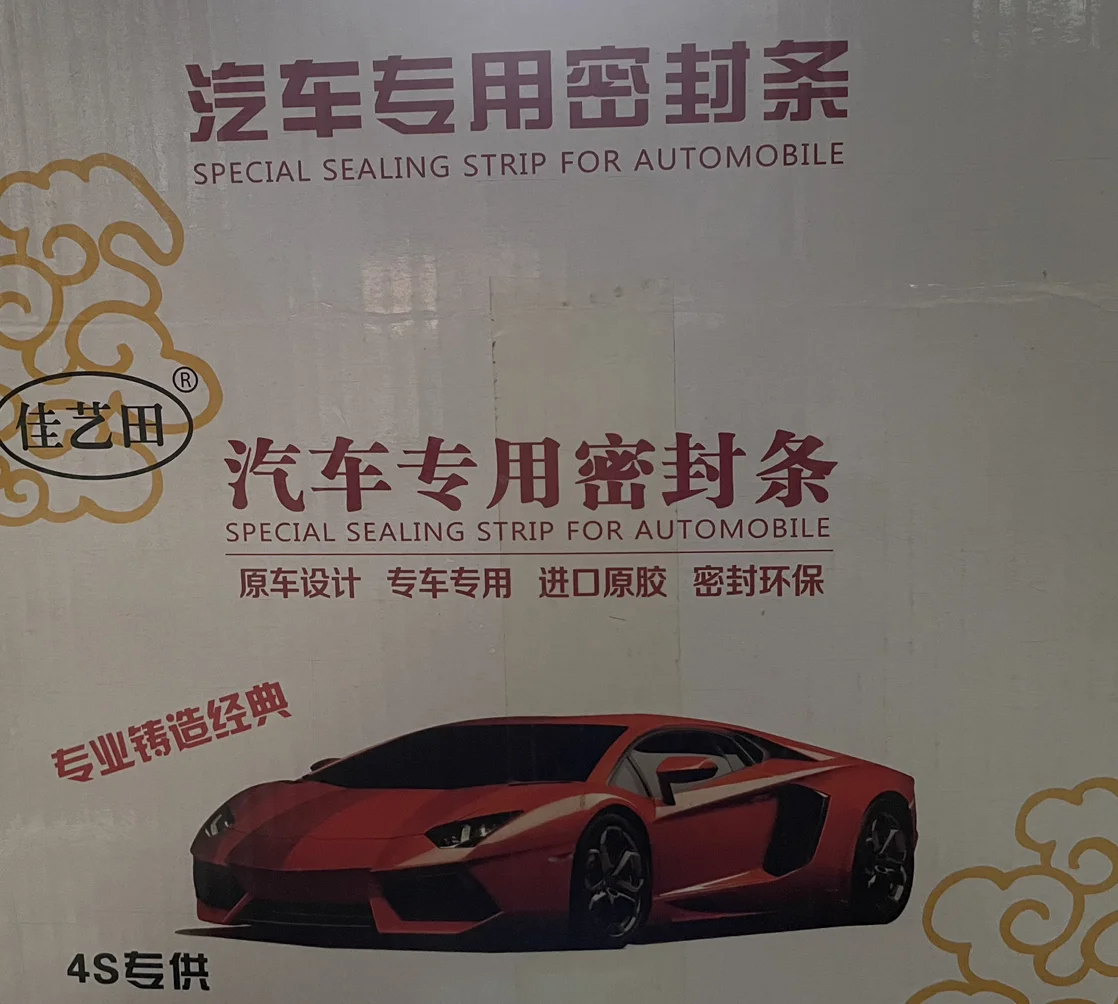 汽车专用密封条
SPECIAL SEALING STRIP FOR AUTOMOBILE
佳艺田®
汽车专用密封条
SPECIAL SEALING STRIP FOR AUTOMOBILE
原车设计 专车专用 进口原胶 密封环保
专业铸造经典
4S专供